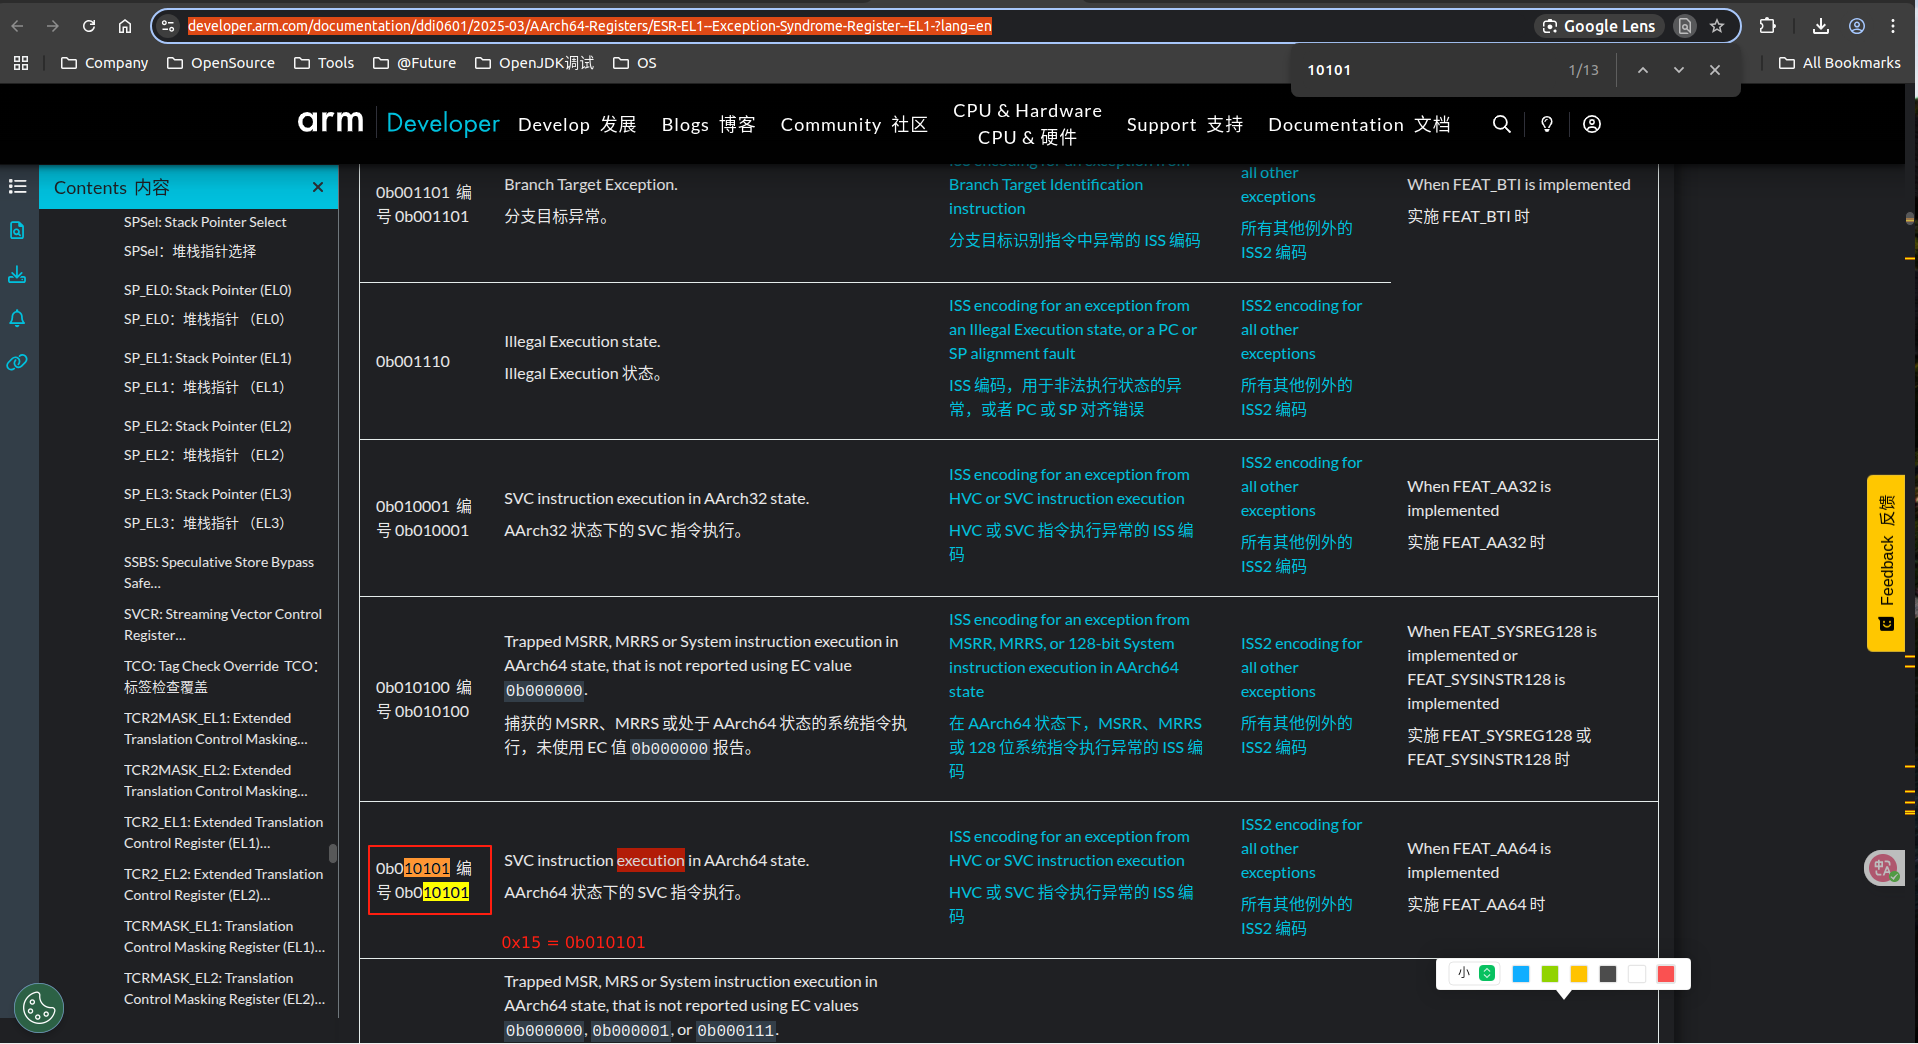 developer.arm.com/documentation/ddi0601/2025-03/AArch64-Registers/ESR-EL1--Exception-Syndrome-Register--EL1-?lang=en
Google Lens
Company
OpenSource
Tools
@Future
OpenJDK调试
OS
10101
1/13
All Bookmarks
arm Developer
Develop 发展
Blogs 博客
Community 社区
CPU & Hardware
CPU & 硬件
Support 支持
Documentation 文档
Contents 内容
SPSel: Stack Pointer Select
SPSel：堆栈指针选择
SP_EL0: Stack Pointer (EL0)
SP_EL0：堆栈指针 （EL0）
SP_EL1: Stack Pointer (EL1)
SP_EL1：堆栈指针 （EL1）
SP_EL2: Stack Pointer (EL2)
SP_EL2：堆栈指针 （EL2）
SP_EL3: Stack Pointer (EL3)
SP_EL3：堆栈指针 （EL3）
SSBS: Speculative Store Bypass
Safe...
SVCR: Streaming Vector Control
Register...
TCO: Tag Check Override TCO：
标签检查覆盖
TCR2MASK_EL1: Extended
Translation Control Masking...
TCR2MASK_EL2: Extended
Translation Control Masking...
TCR2_EL1: Extended Translation
Control Register (EL1)...
TCR2_EL2: Extended Translation
Control Register (EL2)...
TCRMASK_EL1: Translation
Control Masking Register (EL1)...
TCRMASK_EL2: Translation
Control Masking Register (EL2)...
0b001101 编
号 0b001101
Branch Target Exception.
分支目标异常。
ISS encoding for an exception from
Branch Target Identification
instruction
分支目标识别指令中异常的 ISS 编码
all other
exceptions
所有其他例外的
ISS2 编码
When FEAT_BTI is implemented
实施 FEAT_BTI 时
0b001110
Illegal Execution state.
Illegal Execution 状态。
ISS encoding for an exception from
an Illegal Execution state, or a PC or
SP alignment fault
ISS 编码，用于非法执行状态的异
常，或者 PC 或 SP 对齐错误
ISS2 encoding for
all other
exceptions
所有其他例外的
ISS2 编码
0b010001 编
号 0b010001
SVC instruction execution in AArch32 state.
AArch32 状态下的 SVC 指令执行。
ISS encoding for an exception from
HVC or SVC instruction execution
HVC 或 SVC 指令执行异常的 ISS 编
码
ISS2 encoding for
all other
exceptions
所有其他例外的
ISS2 编码
When FEAT_AA32 is
implemented
实施 FEAT_AA32 时
0b010100 编
号 0b010100
Trapped MSRR, MRRS or System instruction execution in
AArch64 state, that is not reported using EC value
0b000000.
捕获的 MSRR、MRRS 或处于 AArch64 状态的系统指令执
行，未使用 EC 值 0b000000 报告。
ISS encoding for an exception from
MSRR, MRRS, or 128-bit System
instruction execution in AArch64
state
在 AArch64 状态下，MSRR、MRRS
或 128 位系统指令执行异常的 ISS 编
码
ISS2 encoding for
all other
exceptions
所有其他例外的
ISS2 编码
When FEAT_SYSREG128 is
implemented or
FEAT_SYSINSTR128 is
implemented
实施 FEAT_SYSREG128 或
FEAT_SYSINSTR128 时
0b010101 编
号 0b010101
SVC instruction execution in AArch64 state.
AArch64 状态下的 SVC 指令执行。
0x15 = 0b010101
ISS encoding for an exception from
HVC or SVC instruction execution
HVC 或 SVC 指令执行异常的 ISS 编
码
ISS2 encoding for
all other
exceptions
所有其他例外的
ISS2 编码
When FEAT_AA64 is
implemented
实施 FEAT_AA64 时
Trapped MSR, MRS or System instruction execution in
AArch64 state, that is not reported using EC values
0b000000, 0b000001, or 0b000111.
Feedback 反馈
小